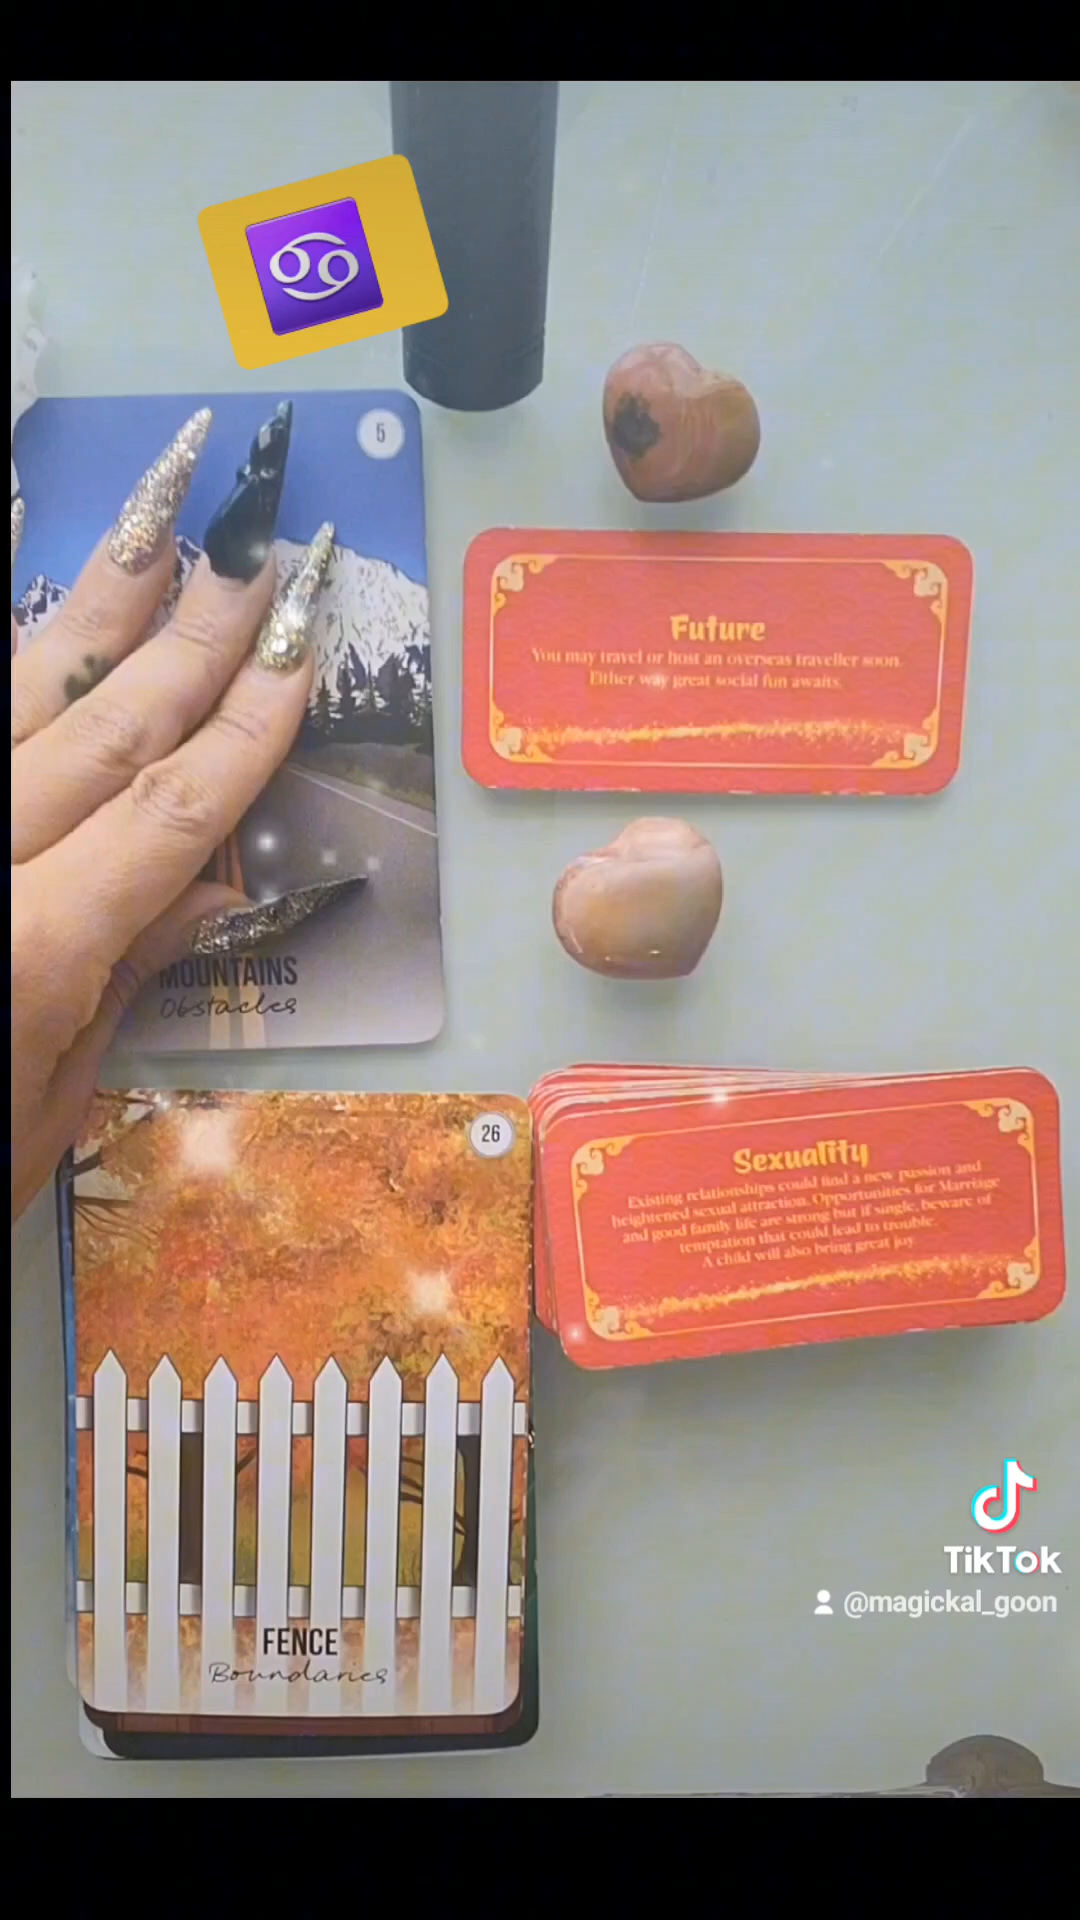 5
Future
You may travel or host an overseas traveller soon.
Either way great social fun awaits.
MOUNTAINS
Obstacles
26
Sexuality
Existing relationships could find a new passion and
heightened sexual attraction. Opportunities for Marriage
and good family life are strong but if single, beware of
temptation that could lead to trouble.
A child will also bring great joy
FENCE
Boundaries
TikTok
@magickal_goon